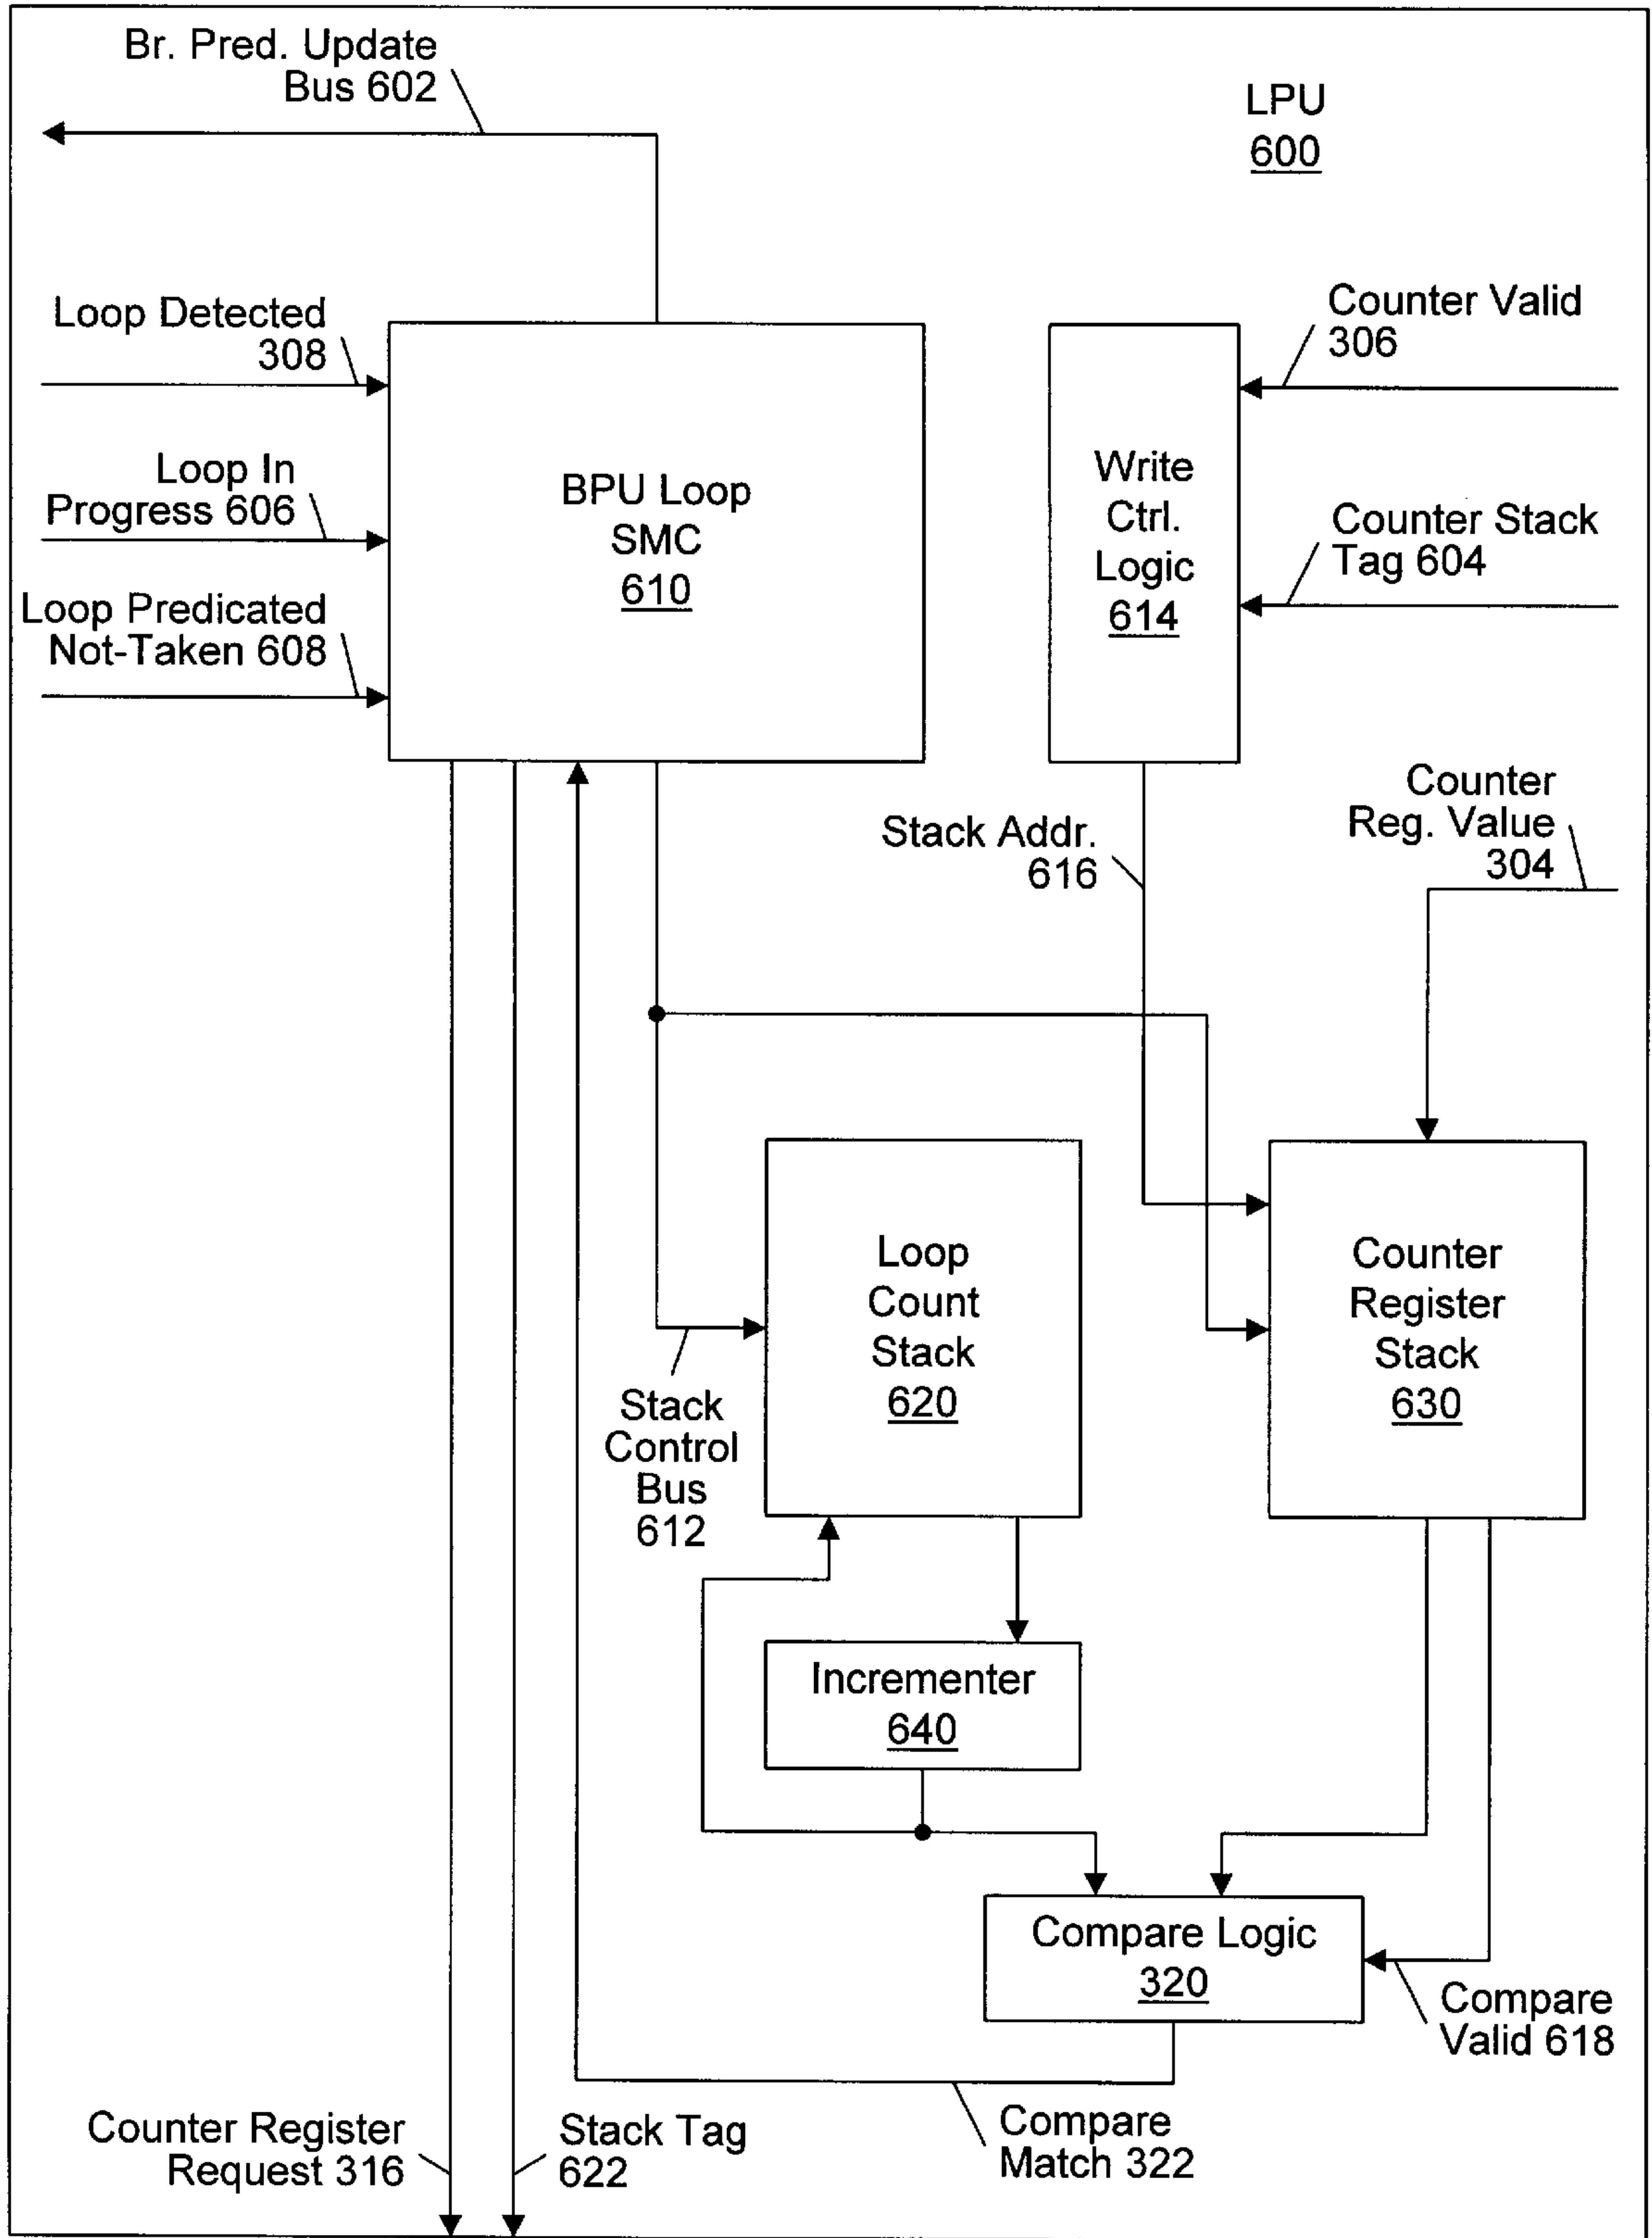 Br. Pred. Update
Bus 602
LPU
600
Loop Detected
308
Loop In
Progress 606
Loop Predicated
Not-Taken 608
BPU Loop
SMC
610
Write
Ctrl.
Logic
614
Counter Valid
306
Counter Stack
Tag 604
Counter
Reg. Value
304
Stack Addr.
616
Loop
Count
Stack
620
Counter
Register
Stack
630
Stack
Control
Bus
612
Incrementer
640
Compare Logic
320
Compare
Valid 618
Counter Register
Request 316
Stack Tag
622
Compare
Match 322